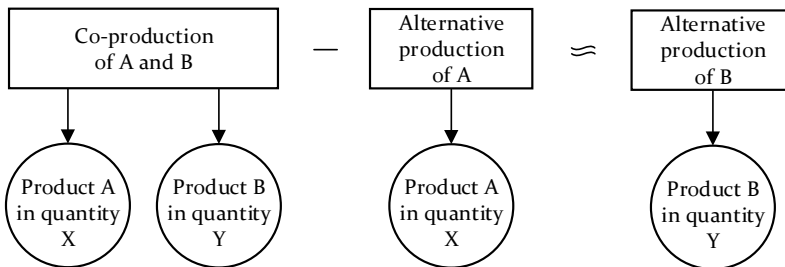 Co-production
of A and B
—
Alternative
production
of A
≈
Alternative
production
of B
Product A
in quantity
X
Product B
in quantity
Y
Product A
in quantity
X
Product B
in quantity
Y